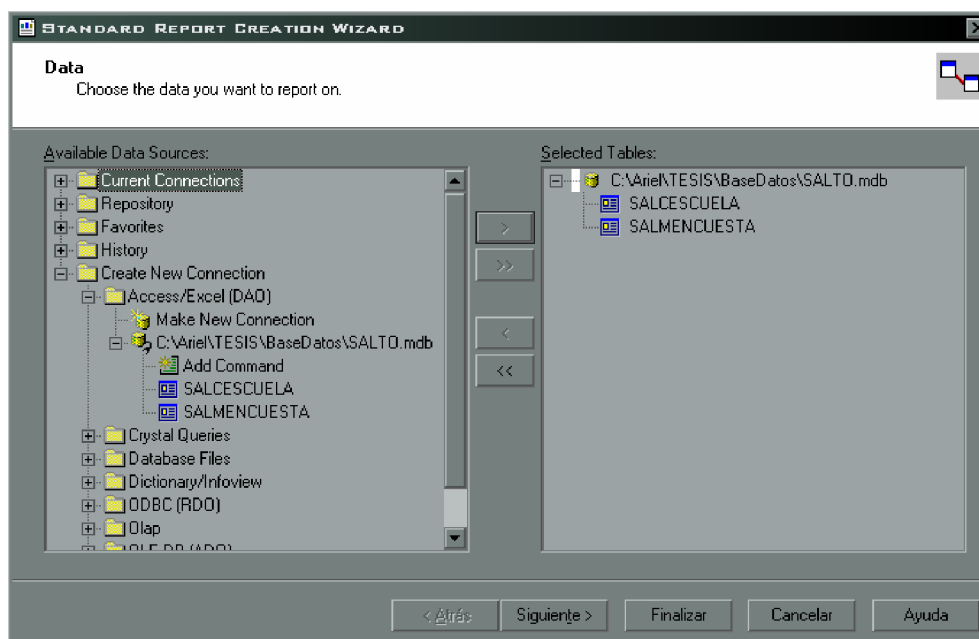 STANDARD REPORT CREATION WIZARD
Data
Choose the data you want to report on.
Available Data Sources:
Current Connections
Repository
Favorites
History
Create New Connection
Access/Excel (DAO)
Make New Connection
C:\Ariel\TESIS\BaseDatos\SALTO.mdb
Add Command
SALCESCUELA
SALMENCUESTA
Crystal Queries
Database Files
Dictionary/Infoview
ODBC (RDO)
Olap
OLE DB (ADO)
>
>>
<
<<
Selected Tables:
C:\Ariel\TESIS\BaseDatos\SALTO.mdb
SALCESCUELA
SALMENCUESTA
< Atrás Siguiente > Finalizar Cancelar Ayuda